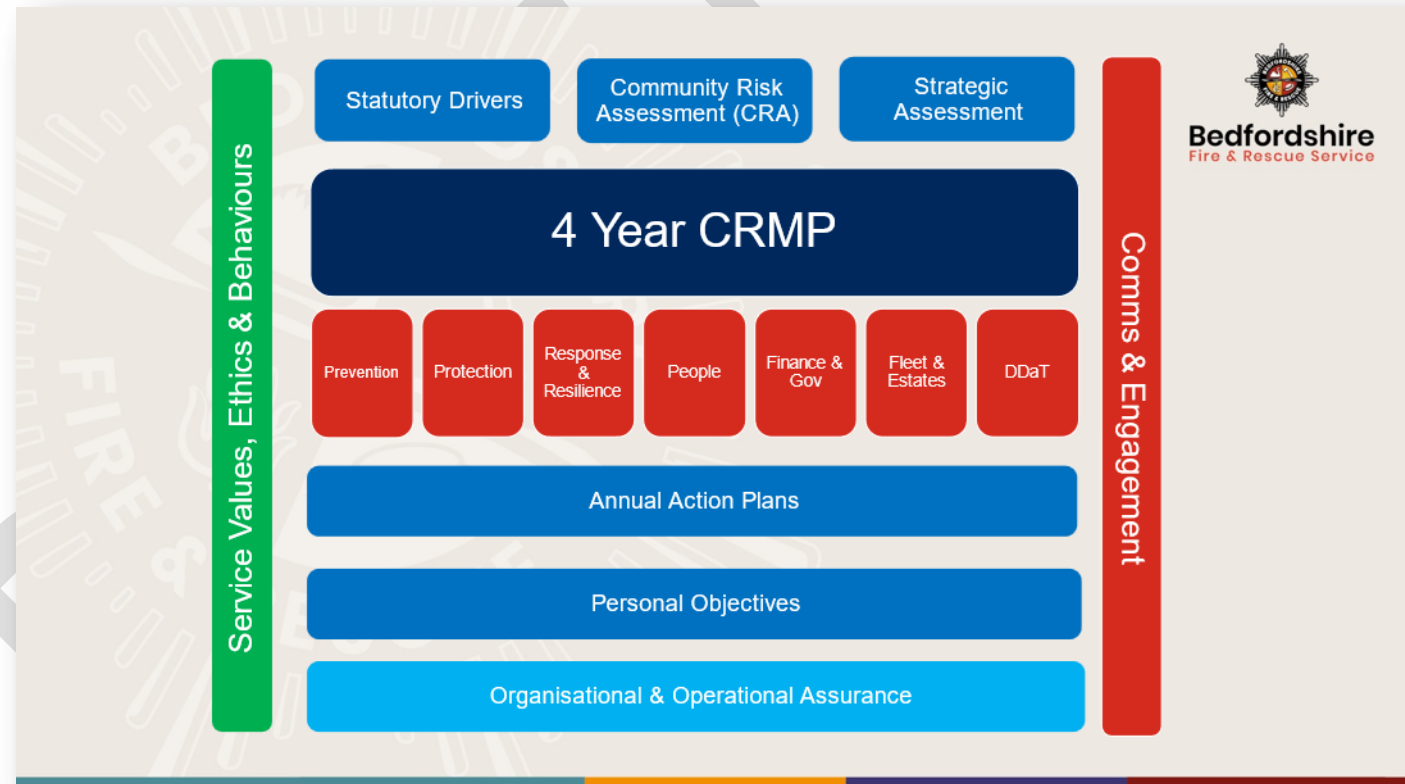 Service Values, Ethics & Behaviours
Statutory Drivers
Community Risk
Assessment (CRA)
Strategic
Assessment
4 Year CRMP
Prevention
Protection
Response
&
Resilience
People
Finance &
Gov
Fleet &
Estates
DDaT
Annual Action Plans
Personal Objectives
Organisational & Operational Assurance
Comms & Engagement
Bedfordshire
Fire & Rescue Service